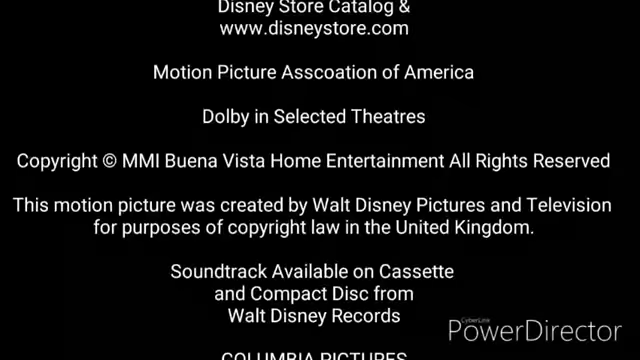 Disney Store Catalog &
www.disneystore.com
Motion Picture Asscoation of America
Dolby in Selected Theatres
Copyright © MMI Buena Vista Home Entertainment All Rights Reserved
This motion picture was created by Walt Disney Pictures and Television
for purposes of copyright law in the United Kingdom.
Soundtrack Available on Cassette
and Compact Disc from
Walt Disney Records
CyberLink
PowerDirector
COLUMBIA PICTURES